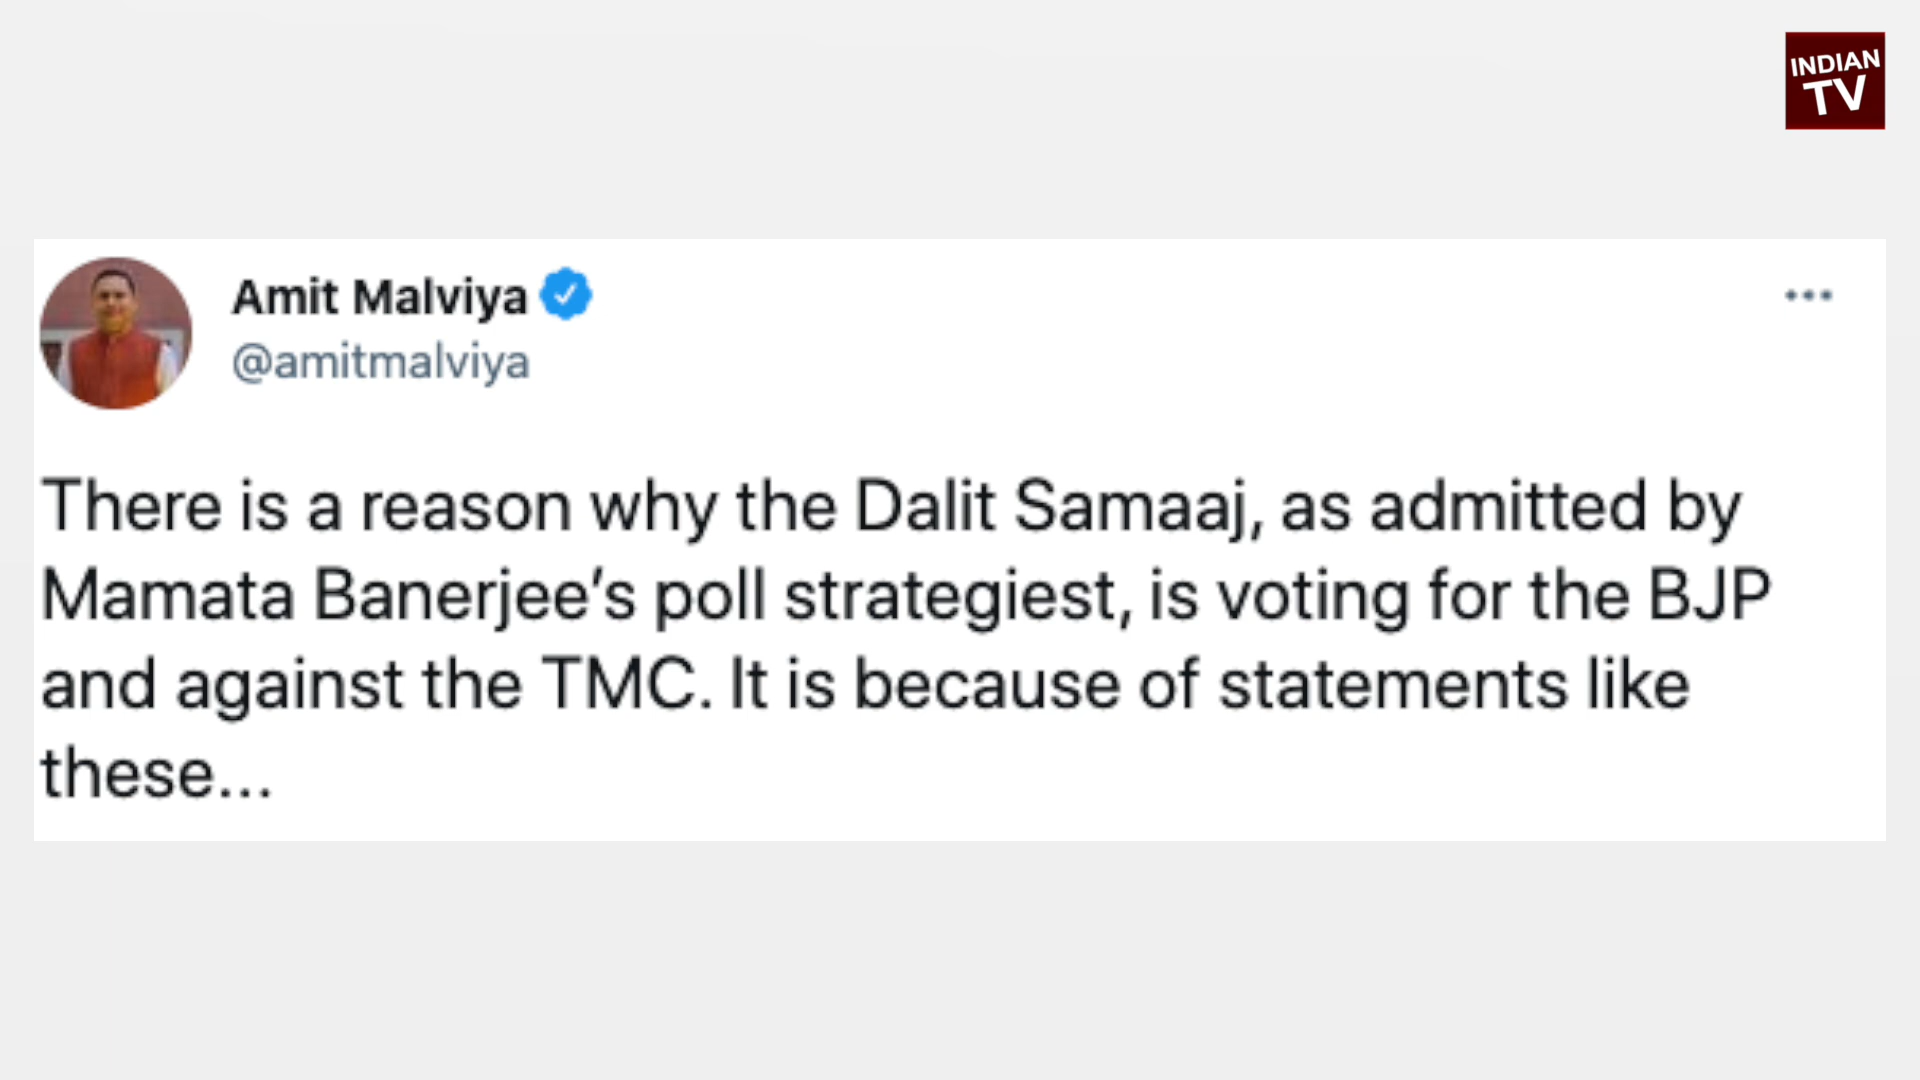 INDIAN
TV
Amit Malviya
@amitmalviya
There is a reason why the Dalit Samaaj, as admitted by
Mamata Banerjee’s poll strategiest, is voting for the BJP
and against the TMC. It is because of statements like
these...